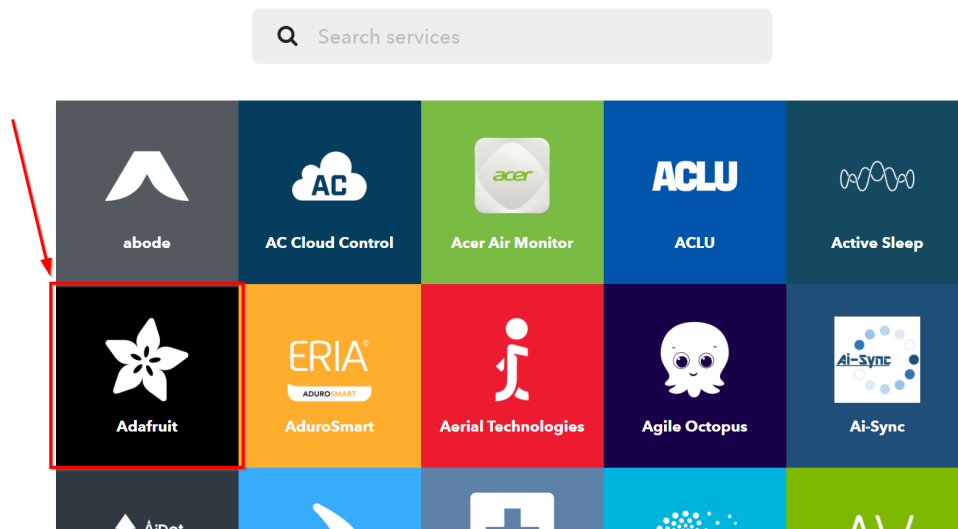 Search services
AC
acer
ACLU
abode
AC Cloud Control
Acer Air Monitor
ACLU
Active Sleep
ERIA®
ADUROSMART
Ai-Sync
Adafruit
AduroSmart
Aerial Technologies
Agile Octopus
Ai-Sync